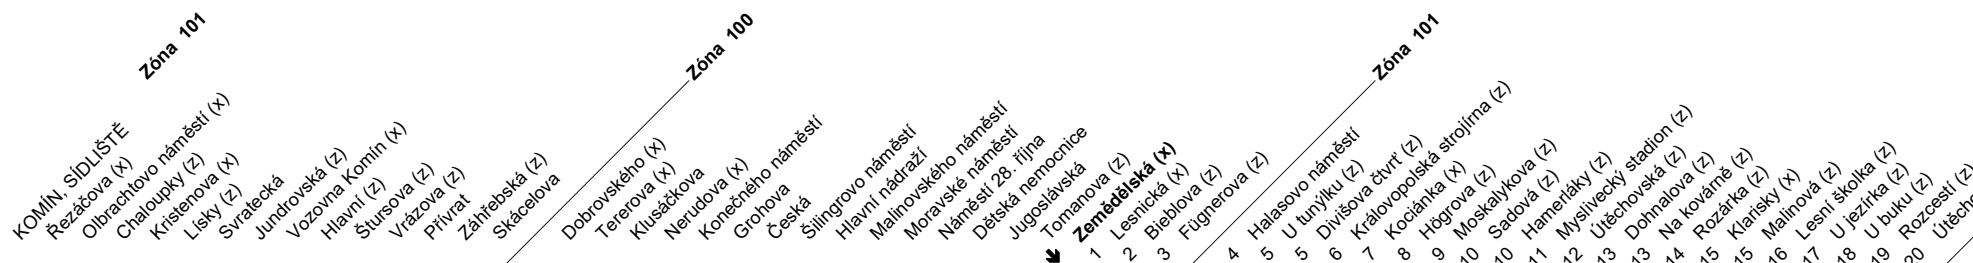 Zóna 101
KOMÍN, SÍDLIŠTĚ
Řezáčova (x)
Olbrachtovo náměstí (x)
Chaloupky (z)
Kristenova (x)
Lísky (z)
Svratecká
Jundrovská (z)
Vozovna Komín (x)
Hlavní (z)
Štursova (z)
Vrázova (z)
Přívrat
Záhřebská (z)
Skácelova
Zóna 100
Dobrovského (x)
Tererova (x)
Klusáčkova
Nerudova (x)
Konečného náměstí
Grohova
Česká
Šilingrovo náměstí
Hlavní nádraží
Malinovského náměstí
Moravské náměstí
Náměstí 28. října
Dětská nemocnice
Jugoslávská
Tomanova (z)
Zemědělská (x)
1 Lesnická (x)
2 Bieblova (z)
3 Fügnerova (z)
Zóna 101
4 Halasovo náměstí
5 U tunýlku (z)
5 Divišova čtvrť (z)
6 Královopolská strojírna (z)
7 Kociánka (x)
8 Högrova (z)
9 Moskalykova (z)
10 Sadová (z)
10 Hamerláky (z)
11 Myslivecký stadion (z)
12 Útěchovská (z)
13 Dohnalova (z)
13 Na kovárně (z)
14 Rozárka (z)
15 Klarisky (x)
15 Malinová (z)
16 Lesní školka (z)
17 U jezírka (z)
18 U buku (z)
19 Rozcestí (z)
20